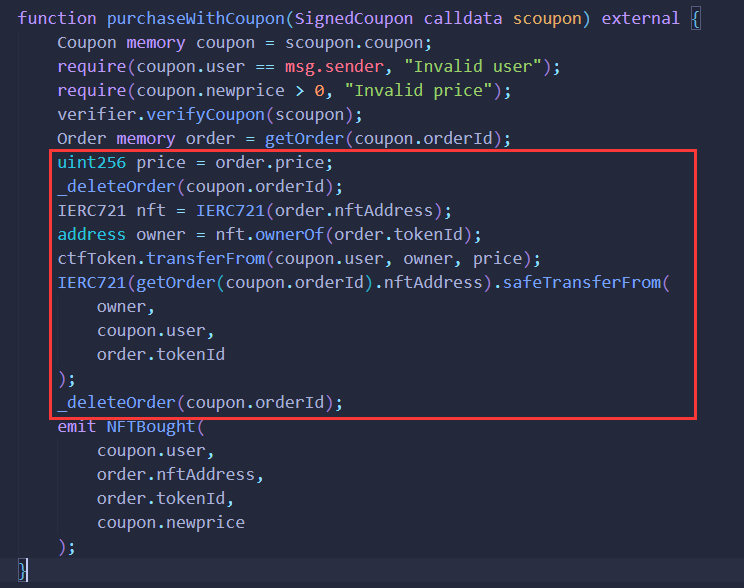 function purchaseWithCoupon(SignedCoupon calldata scoupon) external {
    Coupon memory coupon = scoupon.coupon;
    require(coupon.user == msg.sender, "Invalid user");
    require(coupon.newprice > 0, "Invalid price");
    verifier.verifyCoupon(scoupon);
    Order memory order = getOrder(coupon.orderId);
    uint256 price = order.price;
    _deleteOrder(coupon.orderId);
    IERC721 nft = IERC721(order.nftAddress);
    address owner = nft.ownerOf(order.tokenId);
    ctfToken.transferFrom(coupon.user, owner, price);
    IERC721(getOrder(coupon.orderId).nftAddress).safeTransferFrom(
        owner,
        coupon.user,
        order.tokenId
    );
    _deleteOrder(coupon.orderId);
    emit NFTBought(
        coupon.user,
        order.nftAddress,
        order.tokenId,
        coupon.newprice
    );
}